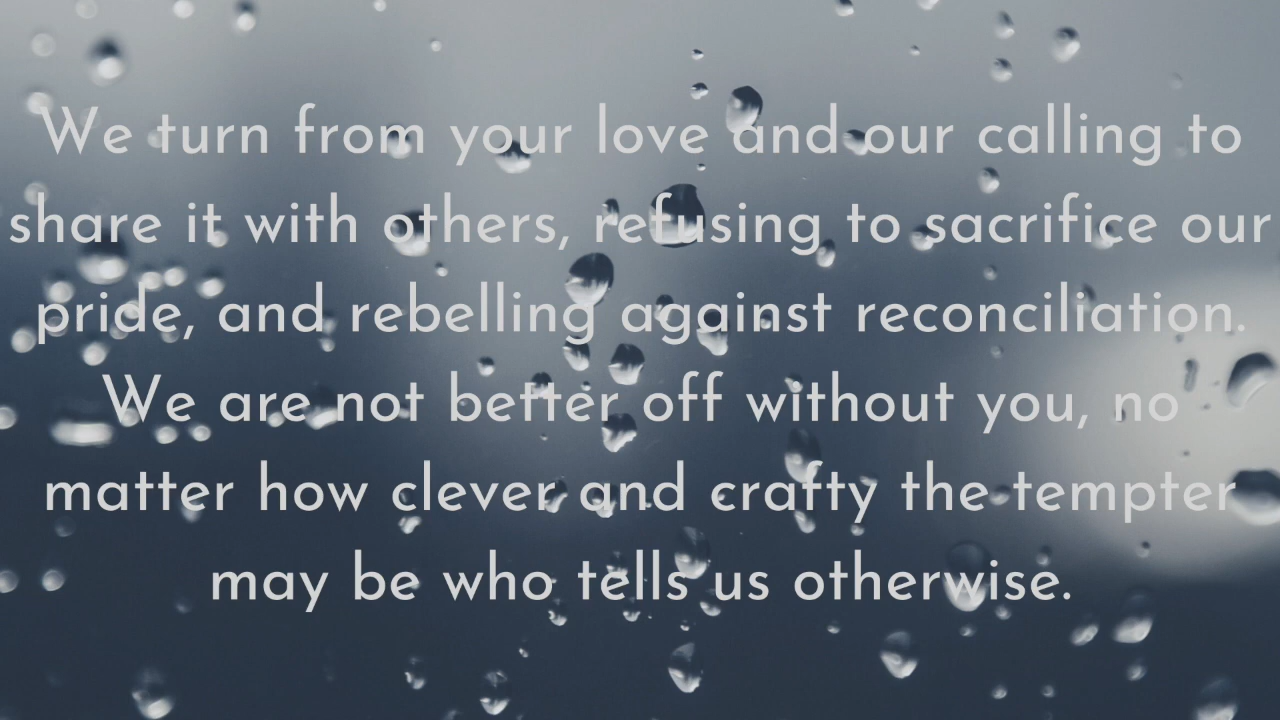 We turn from your love and our calling to
share it with others, refusing to sacrifice our
pride, and rebelling against reconciliation.
We are not better off without you, no
matter how clever and crafty the tempter
may be who tells us otherwise.